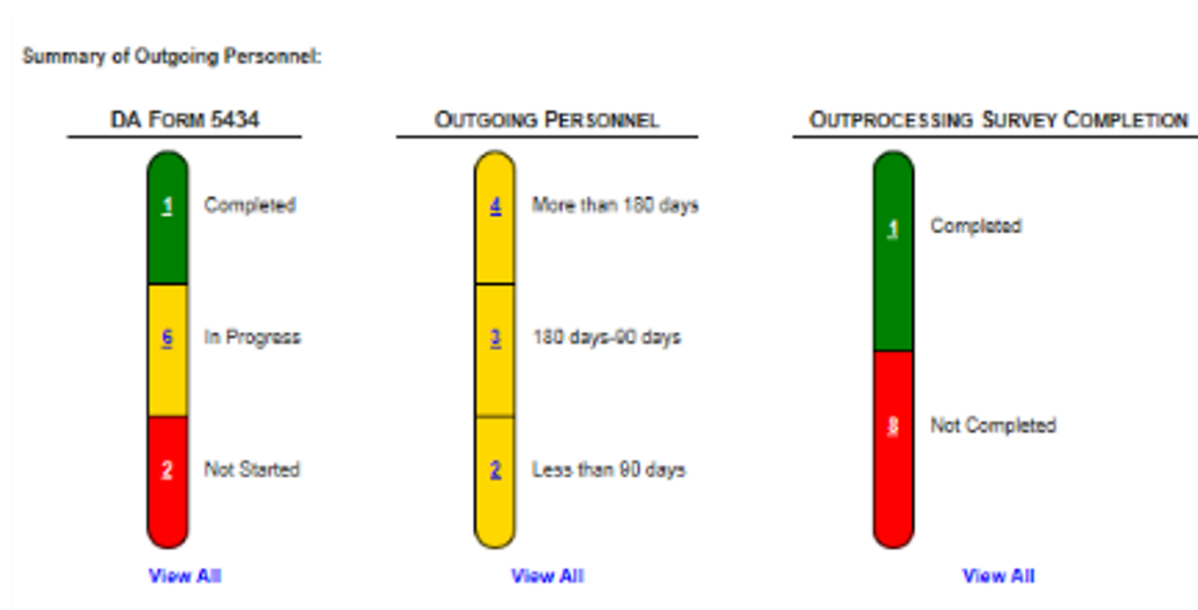 Summary of Outgoing Personnel:
DA FORM 5434
1 Completed
6 In Progress
2 Not Started
View All
OUTGOING PERSONNEL
4 More than 180 days
3 180 days-90 days
2 Less than 90 days
View All
OUTPROCESSING SURVEY COMPLETION
1 Completed
8 Not Completed
View All